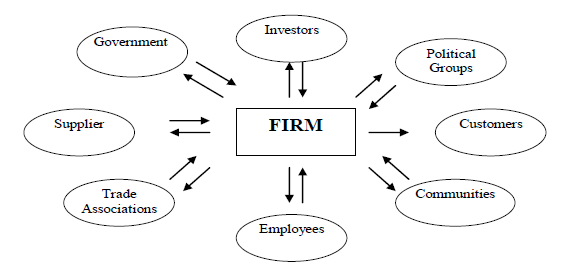 Investors
Government
Political
Groups
Supplier
FIRM
Customers
Trade
Associations
Communities
Employees